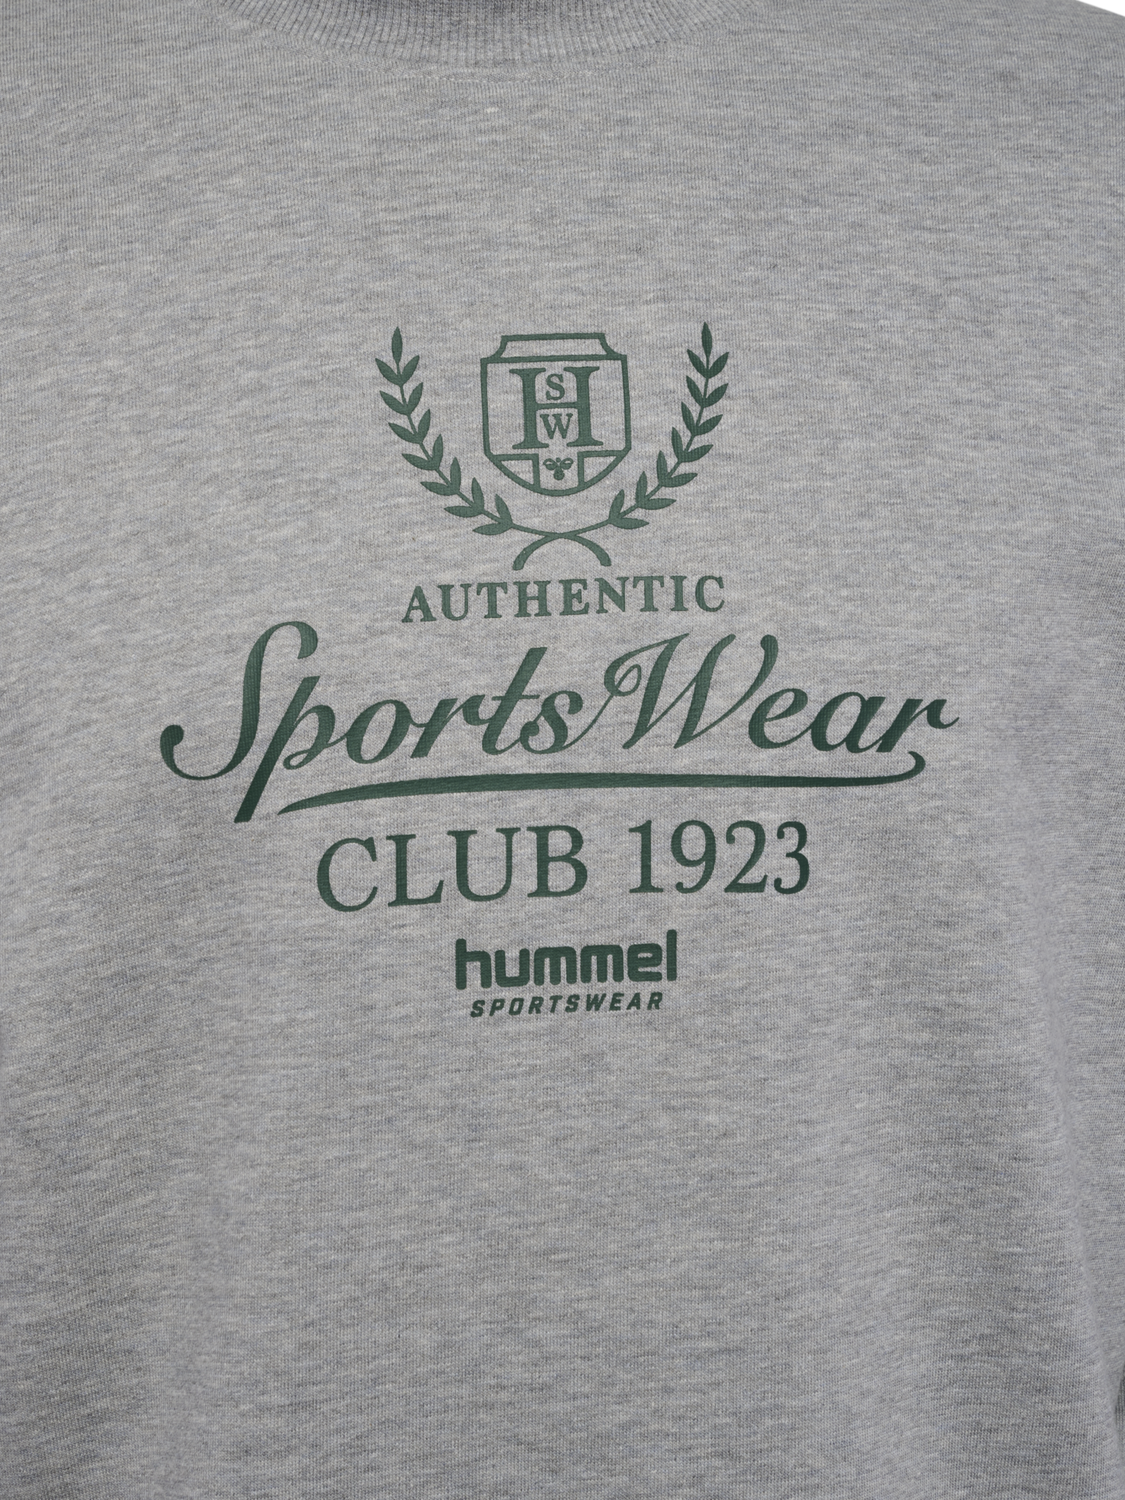 H
S
W
AUTHENTIC
SportsWear
CLUB 1923
hummel
SPORTSWEAR